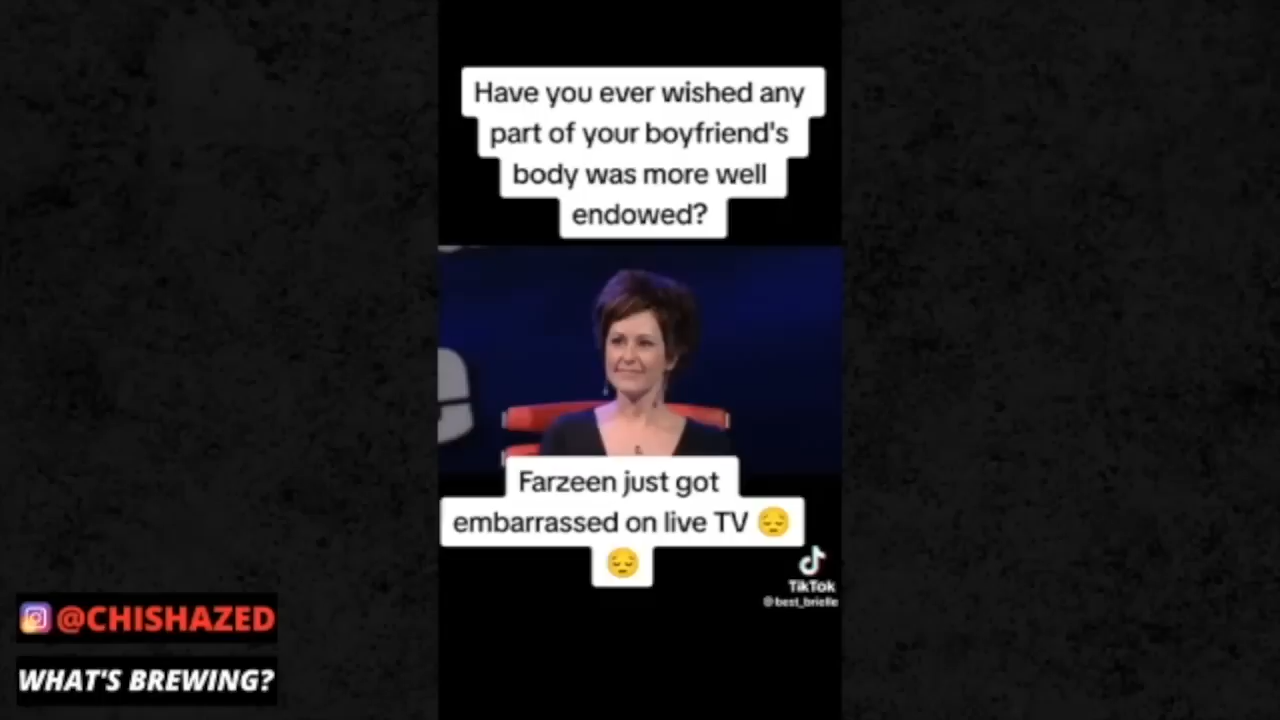 Have you ever wished any
part of your boyfriend's
body was more well
endowed?
Farzeen just got
embarrassed on live TV 😔
😔
TikTok
@best_brielle
@CHISHAZED
WHAT'S BREWING?